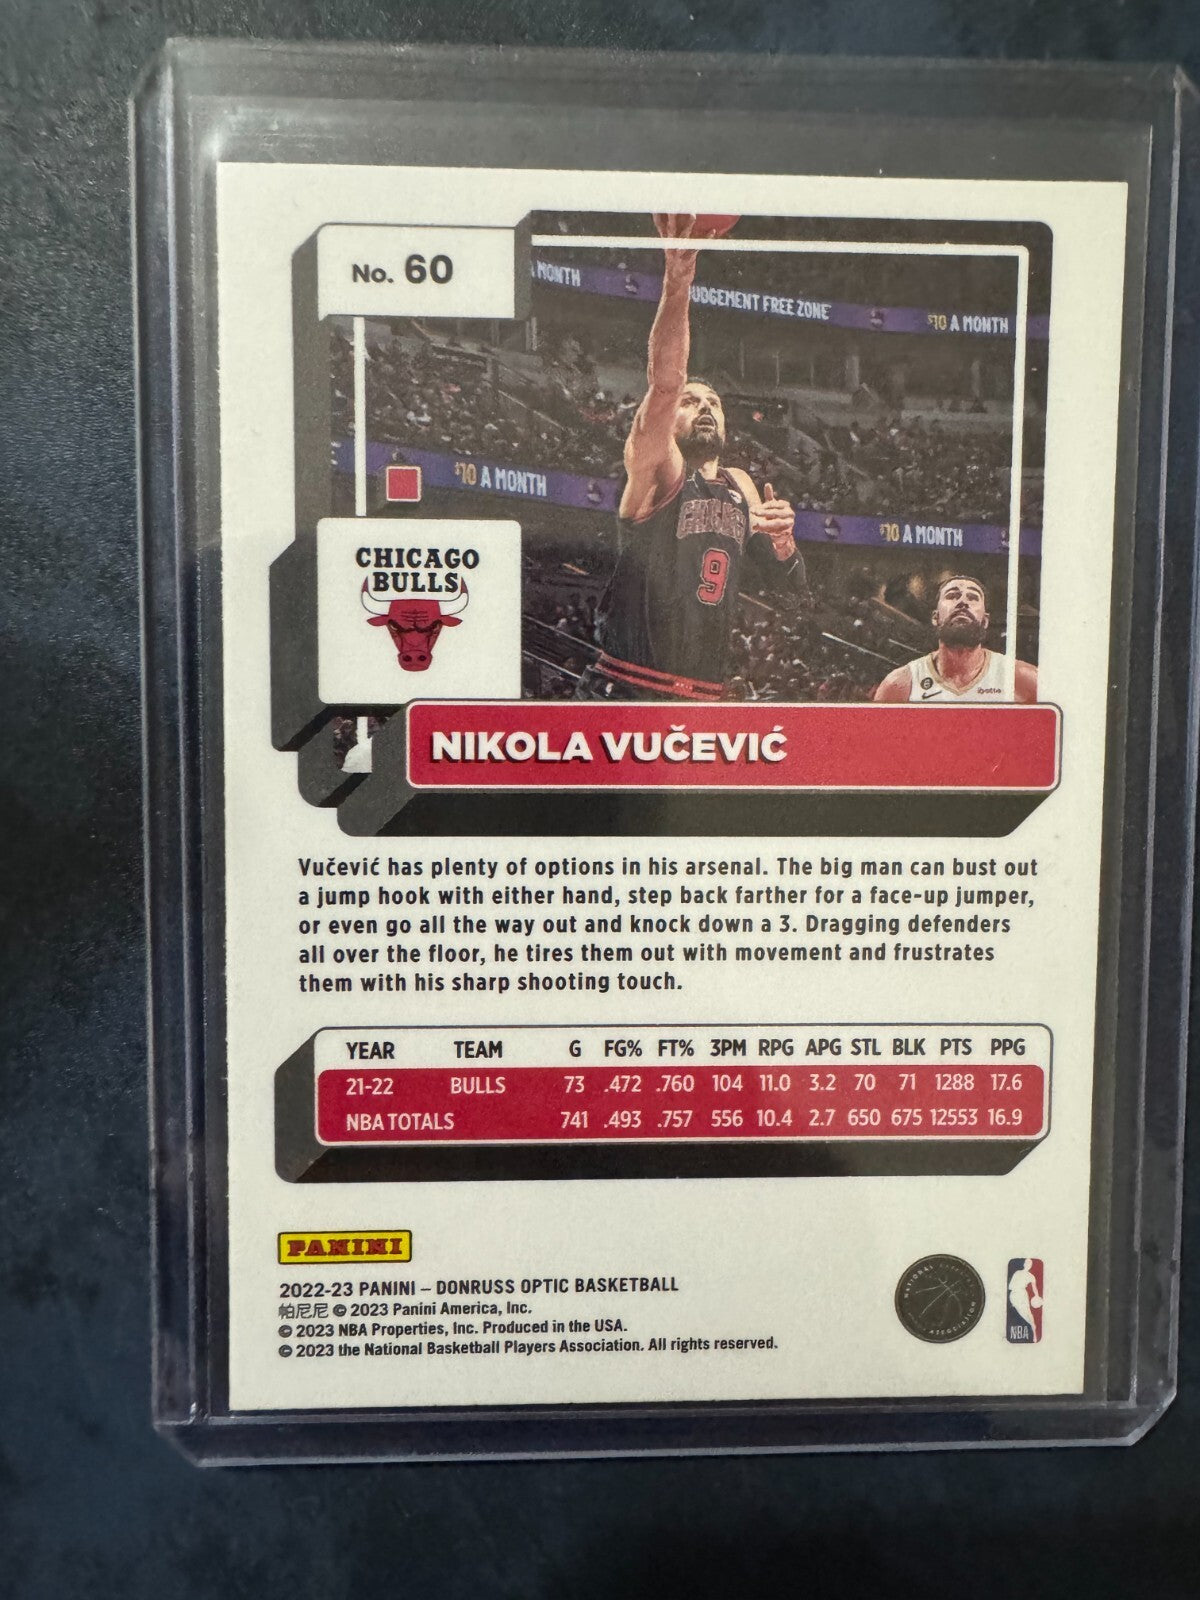 No. 60
A MONTH
JUDGEMENT FREE ZONE
$10 A MONTH
$10 A MONTH
$10 A MONTH
CHICAGO
9
CHICAGO
BULLS
6
NIKOLA VUČEVIĆ
Vučević has plenty of options in his arsenal. The big man can bust out
a jump hook with either hand, step back farther for a face-up jumper,
or even go all the way out and knock down a 3. Dragging defenders
all over the floor, he tires them out with movement and frustrates
them with his sharp shooting touch.
YEAR TEAM G FG% FT% 3PM RPG APG STL BLK PTS PPG
21-22 BULLS 73 .472 .760 104 11.0 3.2 70 71 1288 17.6
NBA TOTALS 741 .493 .757 556 10.4 2.7 650 675 12553 16.9
PANINI
2022-23 PANINI – DONRUSS OPTIC BASKETBALL
帕尼尼 © 2023 Panini America, Inc.
© 2023 NBA Properties, Inc. Produced in the USA.
© 2023 the National Basketball Players Association. All rights reserved.
NATIONAL BASKETBALL
ASSOCIATION
NBA